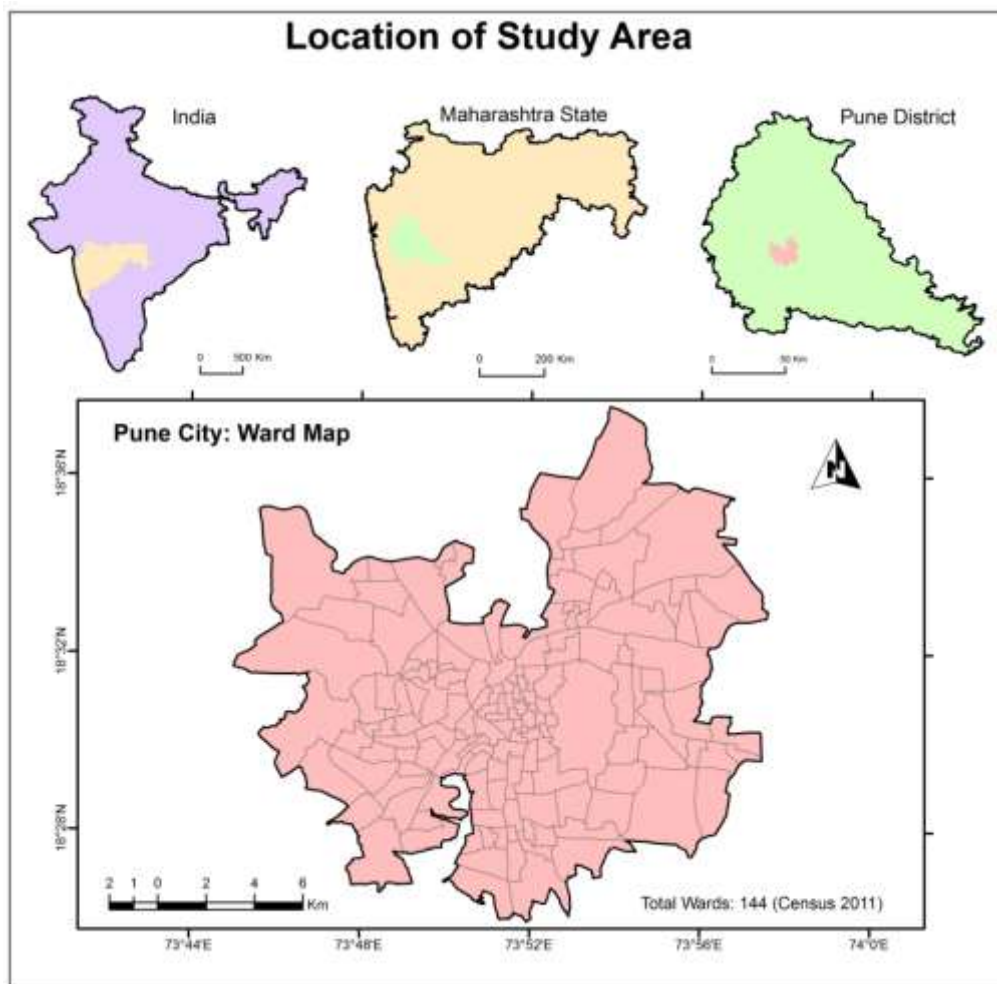 Location of Study Area
India
Maharashtra State
Pune District
0 500 Km
0 200 Km
0 50 Km
Pune City: Ward Map
N
18°36'N
18°32'N
18°28'N
2 1 0 2 4 6
Km
Total Wards: 144 (Census 2011)
73°44'E 73°48'E 73°52'E 73°56'E 74°0'E